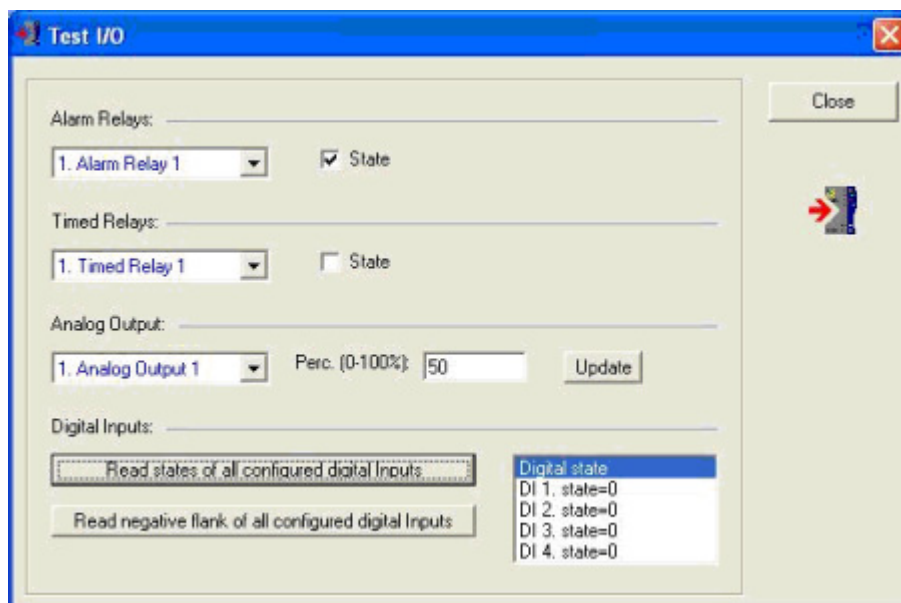 Test I/O
Close
Alarm Relays:
1. Alarm Relay 1
State
Timed Relays:
1. Timed Relay 1
State
Analog Output:
1. Analog Output 1
Perc. (0-100%):
50
Update
Digital Inputs:
Read states of all configured digital Inputs
Read negative flank of all configured digital Inputs
Digital state
DI 1. state=0
DI 2. state=0
DI 3. state=0
DI 4. state=0